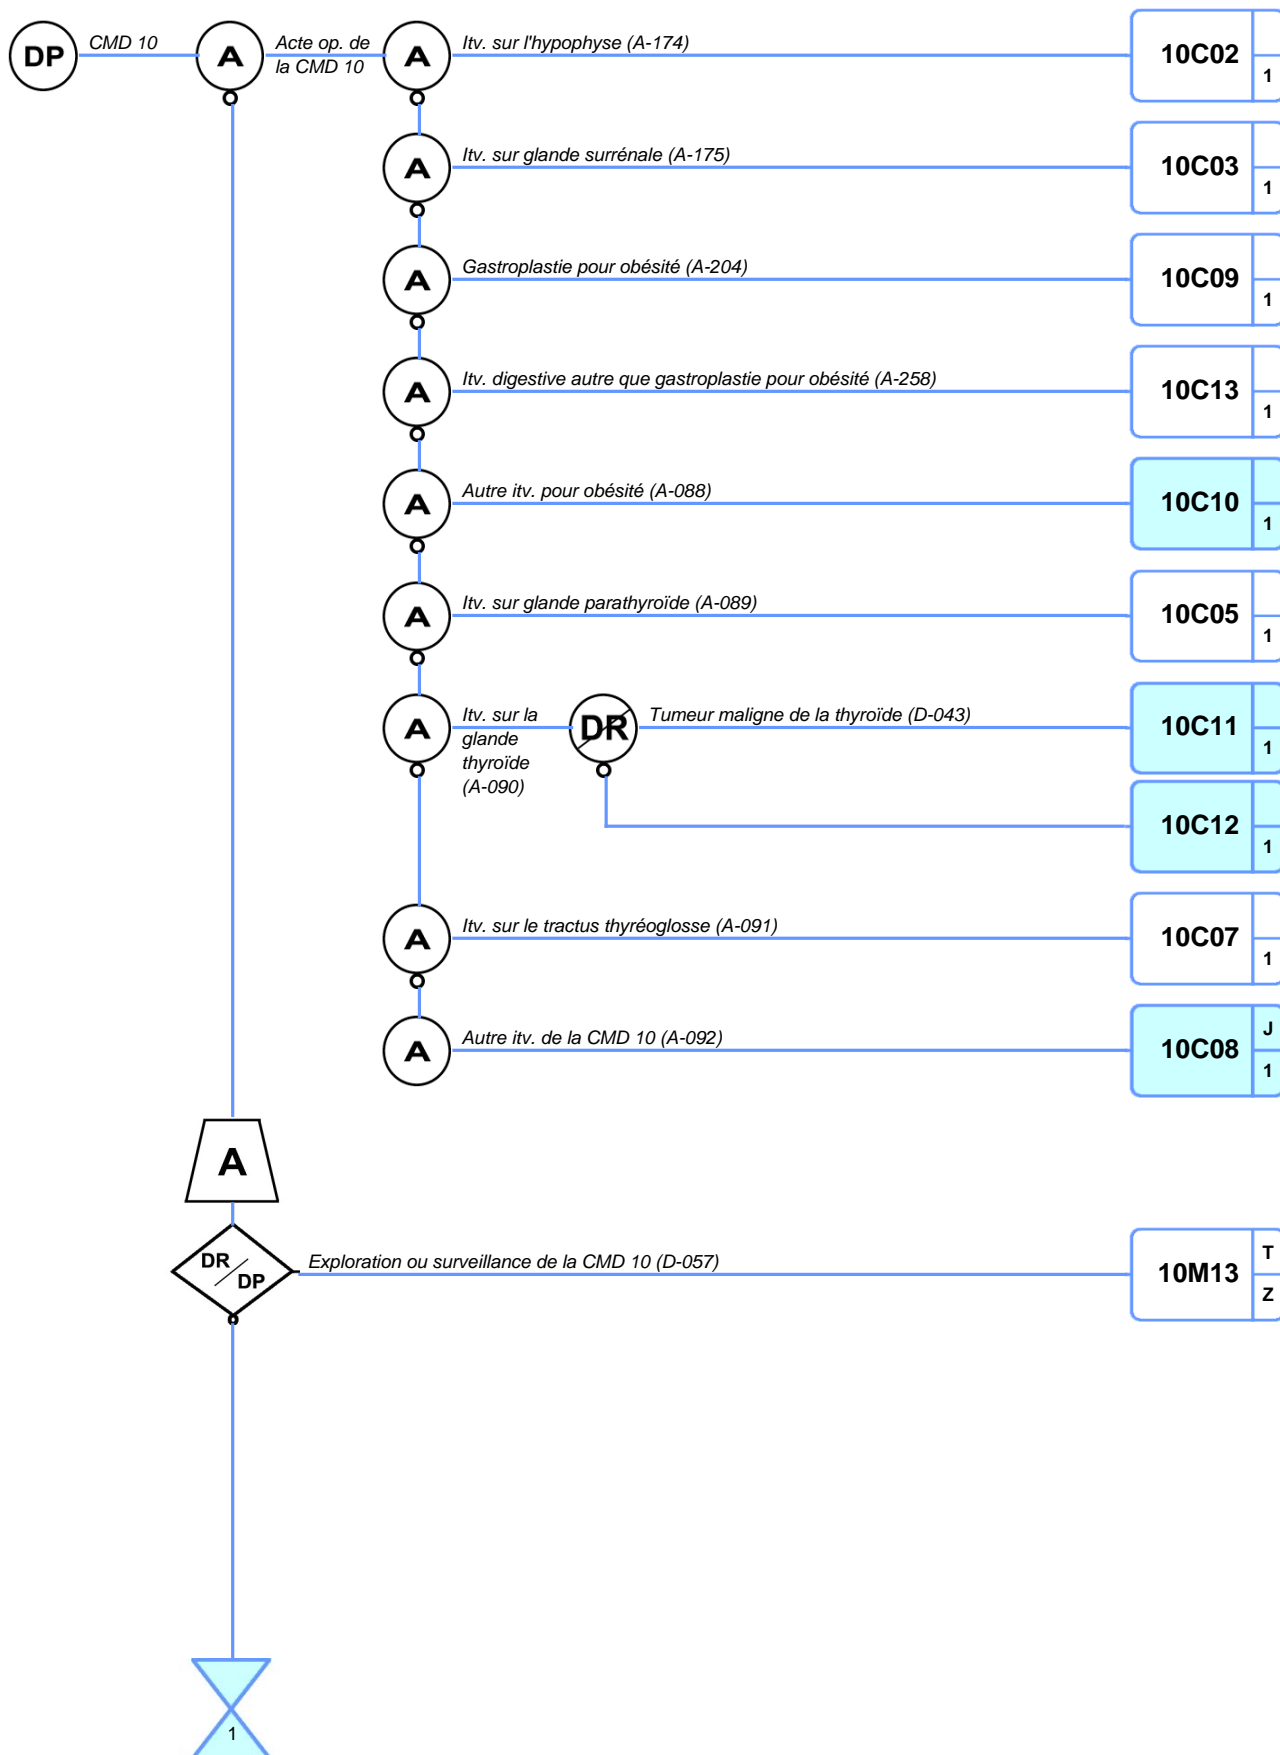 DP
CMD 10
A
Acte op. de
la CMD 10
A
Itv. sur l'hypophyse (A-174)
10C02
1
A
Itv. sur glande surrénale (A-175)
10C03
1
A
Gastroplastie pour obésité (A-204)
10C09
1
A
Itv. digestive autre que gastroplastie pour obésité (A-258)
10C13
1
A
Autre itv. pour obésité (A-088)
10C10
1
A
Itv. sur glande parathyroïde (A-089)
10C05
1
A
Itv. sur la
glande
thyroïde
(A-090)
DR
Tumeur maligne de la thyroïde (D-043)
10C11
1
10C12
1
A
Itv. sur le tractus thyréoglosse (A-091)
10C07
1
A
Autre itv. de la CMD 10 (A-092)
10C08
J
1
A
DR
DP
Exploration ou surveillance de la CMD 10 (D-057)
10M13
T
Z
1